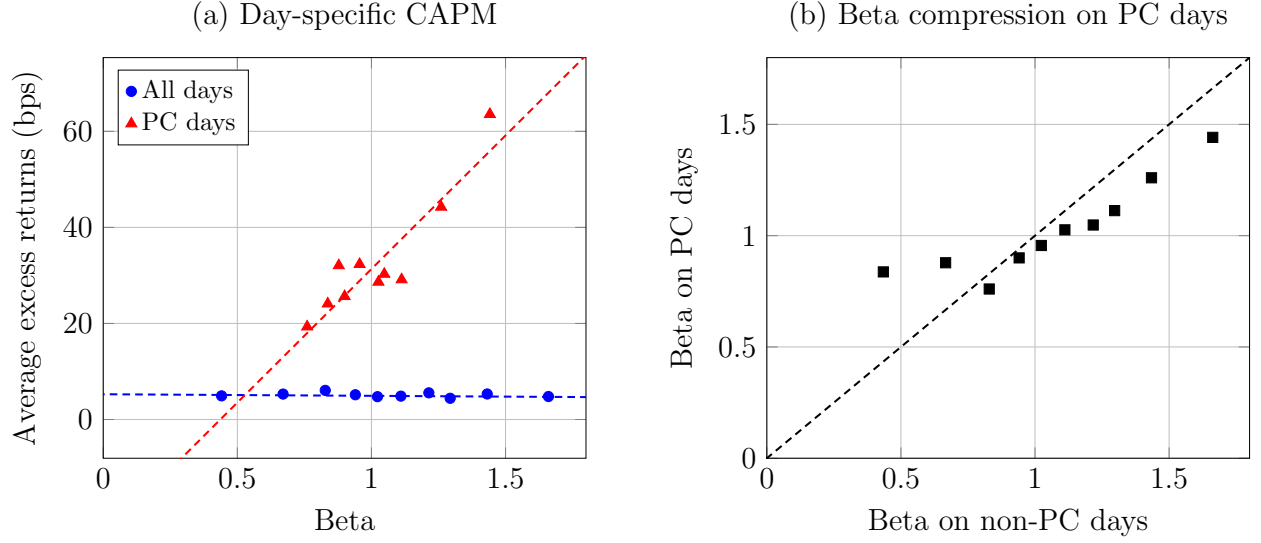 (a) Day-specific CAPM
Average excess returns (bps)
60
40
20
0
All days
PC days
0
0.5
1
1.5
Beta
(b) Beta compression on PC days
Beta on PC days
1.5
1
0.5
0
0
0.5
1
1.5
Beta on non-PC days